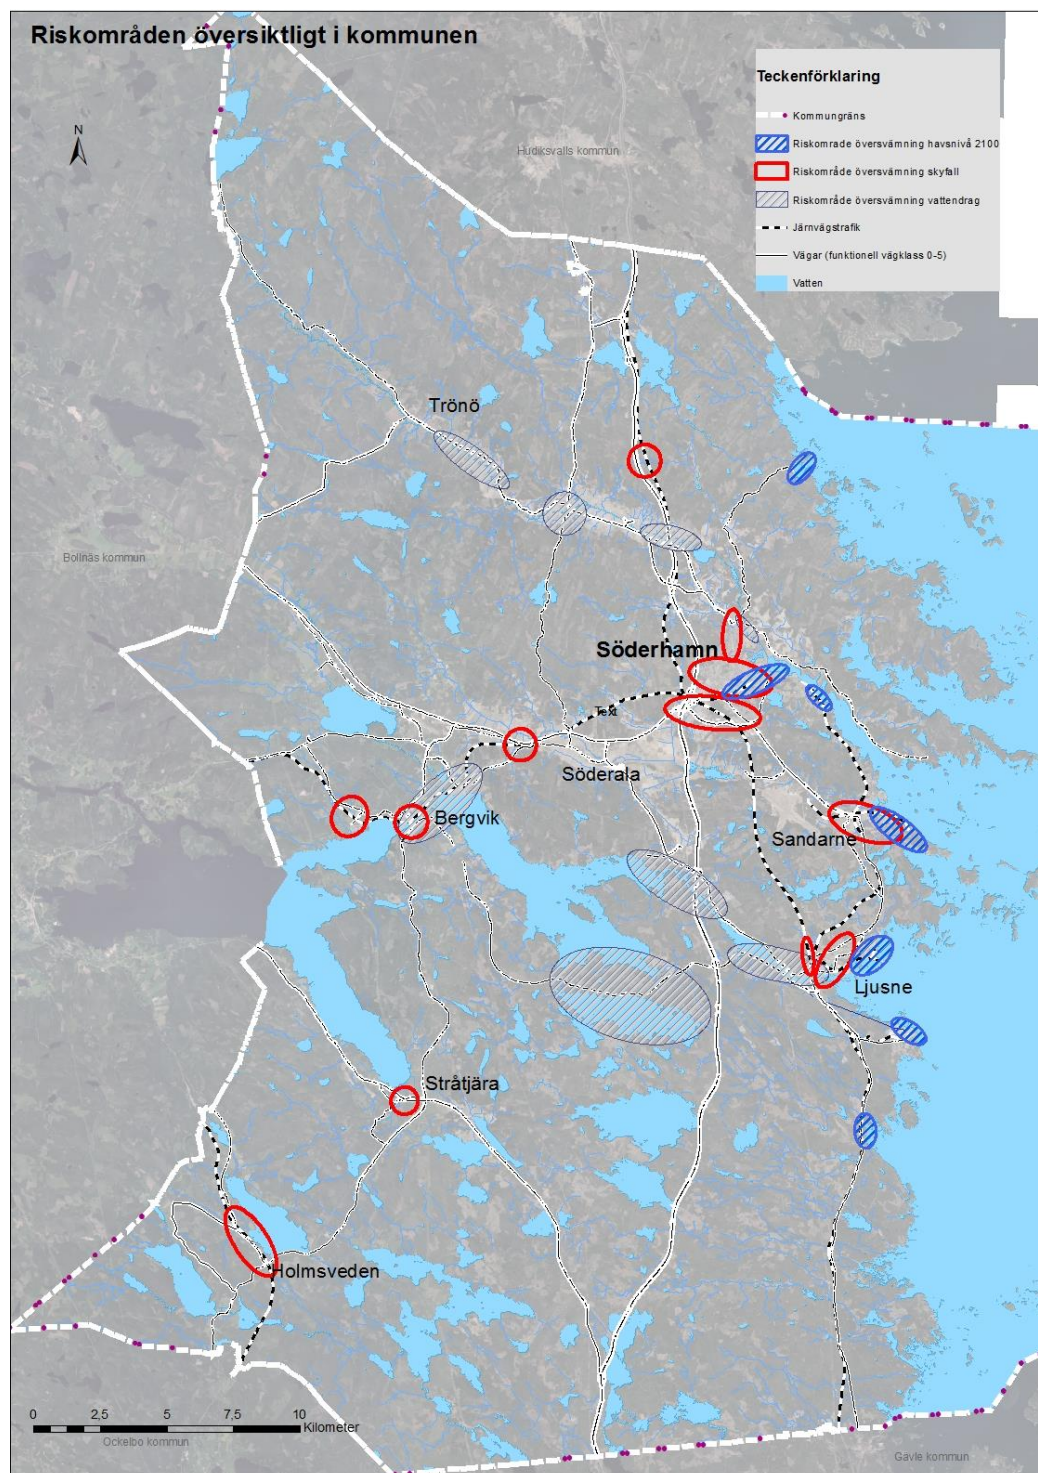 Riskområden översiktligt i kommunen
Teckenförklaring
Kommungräns
Riskområde översvämning havsnivå 2100
Riskområde översvämning skyfall
Riskområde översvämning vattendrag
Järnvägstrafik
Vägar (funktionell vägklass 0-5)
Vatten
N
Hudiksvalls kommun
Trönö
Bollnäs kommun
Söderhamn
Text
Söderala
Bergvik
Sandarne
Ljusne
Stråtjära
Holmsveden
0 2,5 5 7,5 10
Kilometer
Ockelbo kommun
Gävle kommun